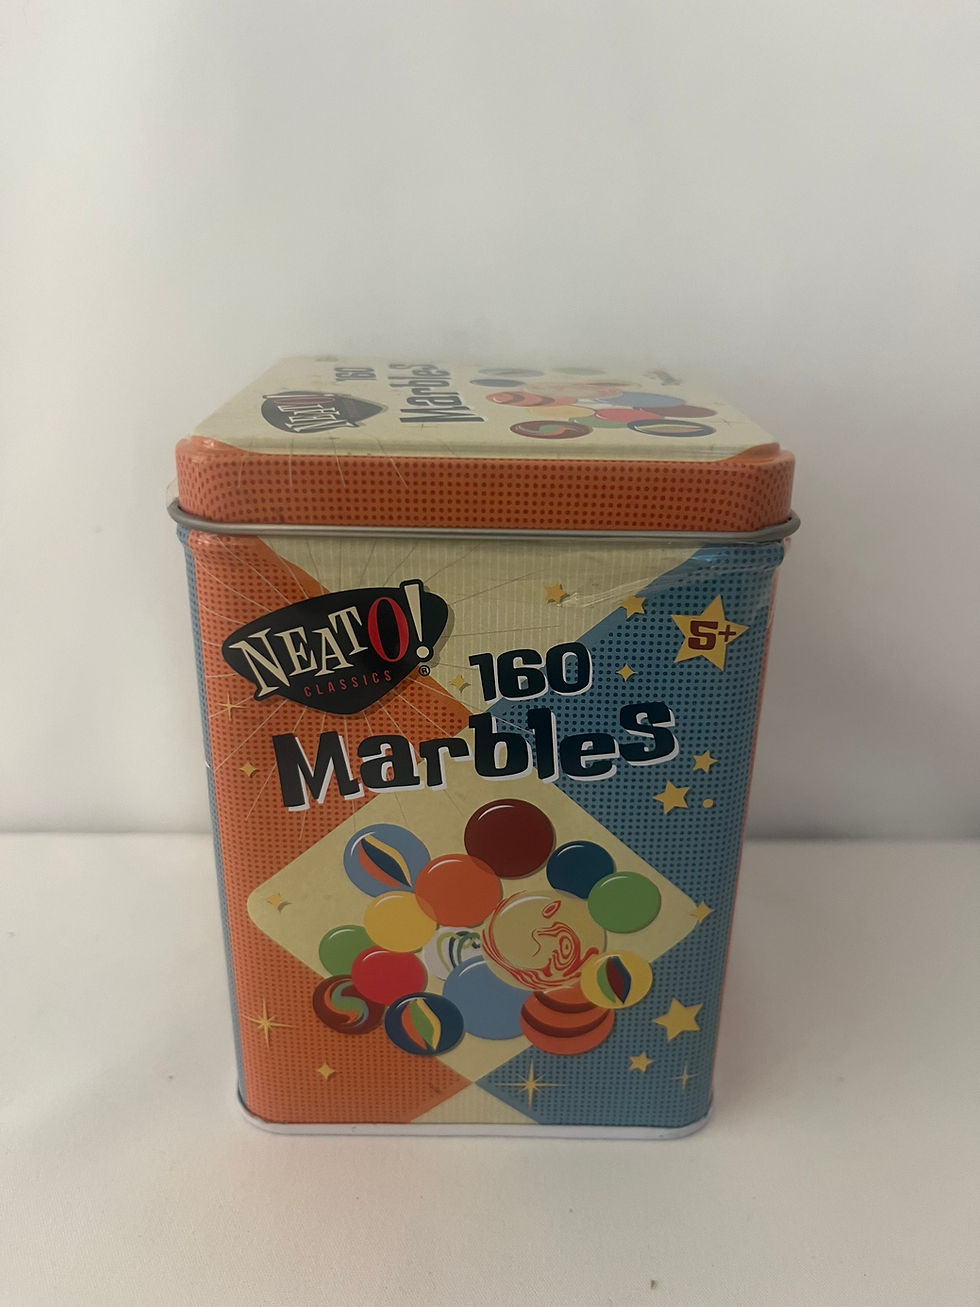 NEATO!
160
Marbles
NEATO!
CLASSICS®
160
Marbles
5+